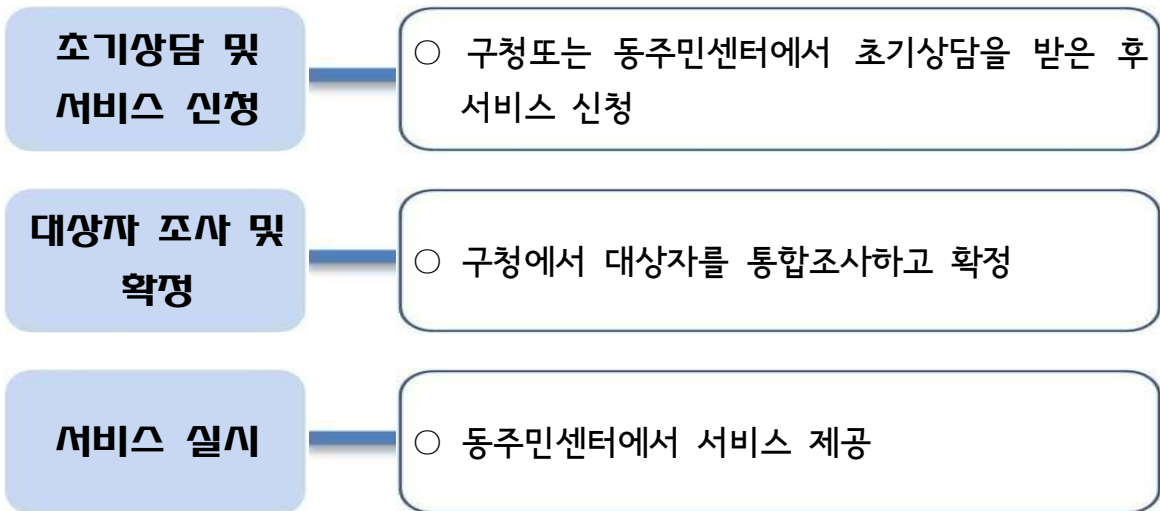 초기상담 및
서비스 신청
○ 구청또는 동주민센터에서 초기상담을 받은 후
서비스 신청
대상자 조사 및
확정
○ 구청에서 대상자를 통합조사하고 확정
서비스 실시
○ 동주민센터에서 서비스 제공